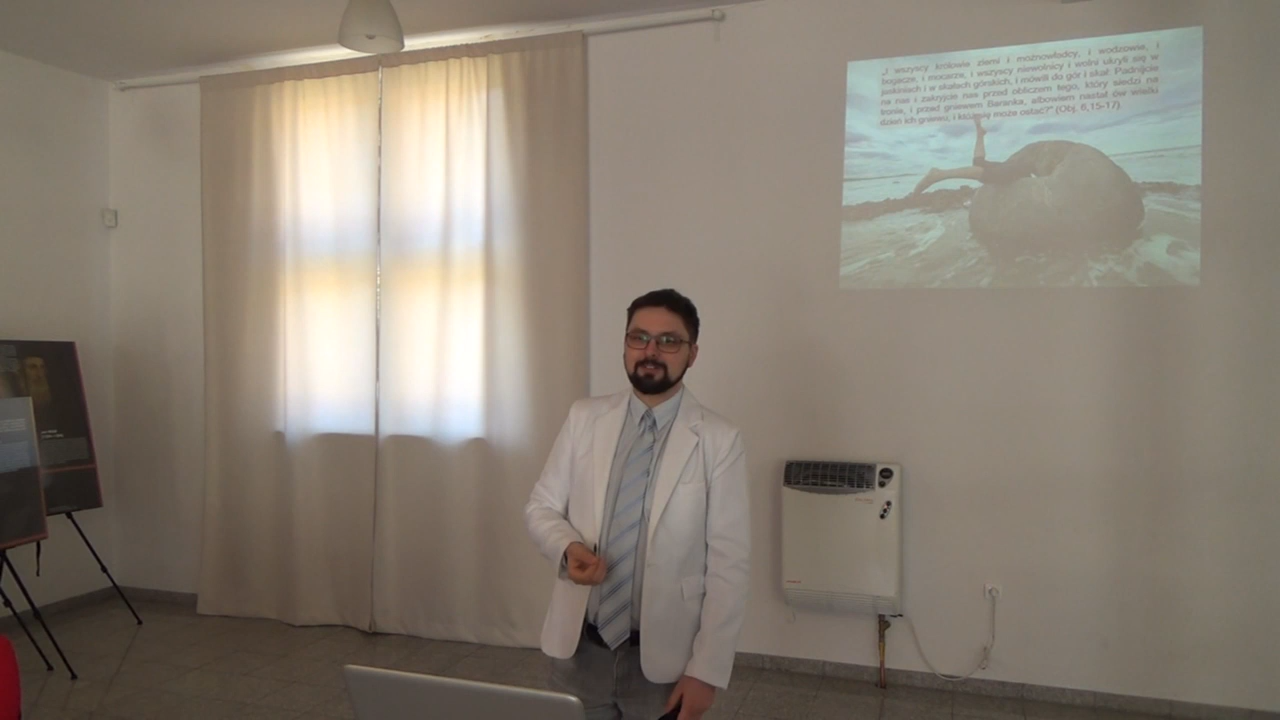 „I wszyscy królowie ziemi i możnowładcy, i wodzowie, i
bogacze, i mocarze, i wszyscy niewolnicy i wolni ukryli się w
jaskiniach i w skałach górskich, i mówili do gór i skał: Padnijcie
na nas i zakryjcie nas przed obliczem tego, który siedzi na
tronie, i przed gniewem Baranka, albowiem nastał ów wielki
dzień ich gniewu, i któż się może ostać?" (Obj. 6,15-17).